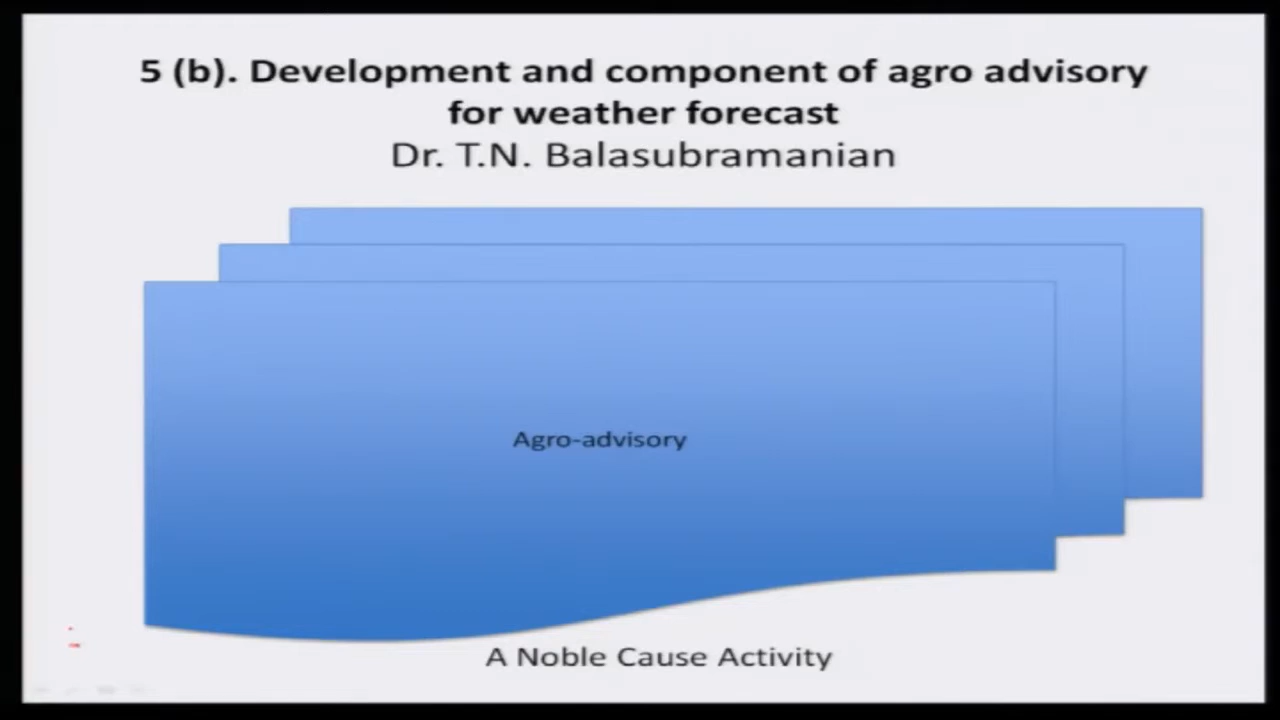 5 (b). Development and component of agro advisory
for weather forecast
Dr. T.N. Balasubramanian
Agro-advisory
A Noble Cause Activity